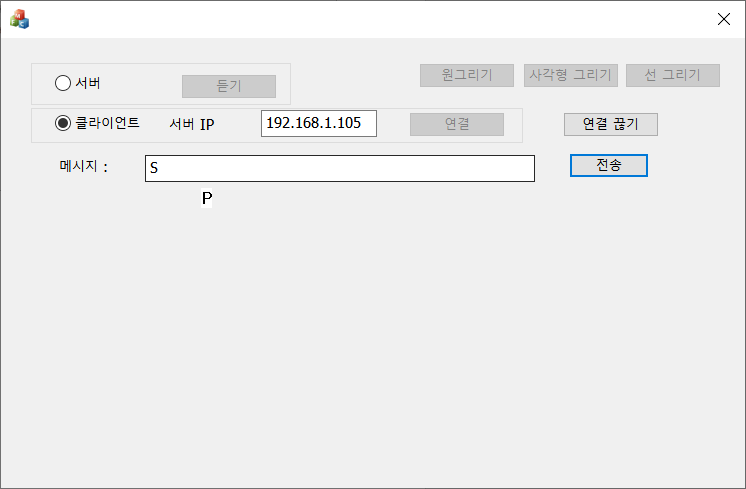 서버 듣기 원그리기 사각형 그리기 선 그리기
클라이언트 서버 IP 192.168.1.105 연결 연결 끊기
메시지 : S 전송
P